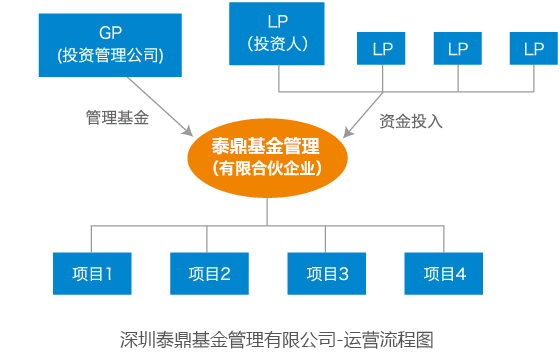 GP
(投资管理公司)
LP
（投资人）
LP
LP
LP
管理基金
资金投入
泰鼎基金管理
（有限合伙企业）
项目1
项目2
项目3
项目4
深圳泰鼎基金管理有限公司-运营流程图